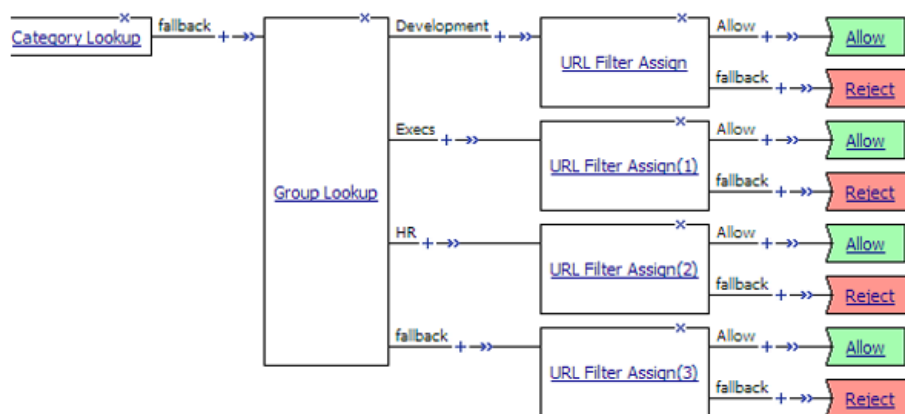 Category Lookup
fallback
Group Lookup
Development
URL Filter Assign
Allow
Allow
fallback
Reject
Execs
URL Filter Assign(1)
Allow
Allow
fallback
Reject
HR
URL Filter Assign(2)
Allow
Allow
fallback
Reject
fallback
URL Filter Assign(3)
Allow
Allow
fallback
Reject